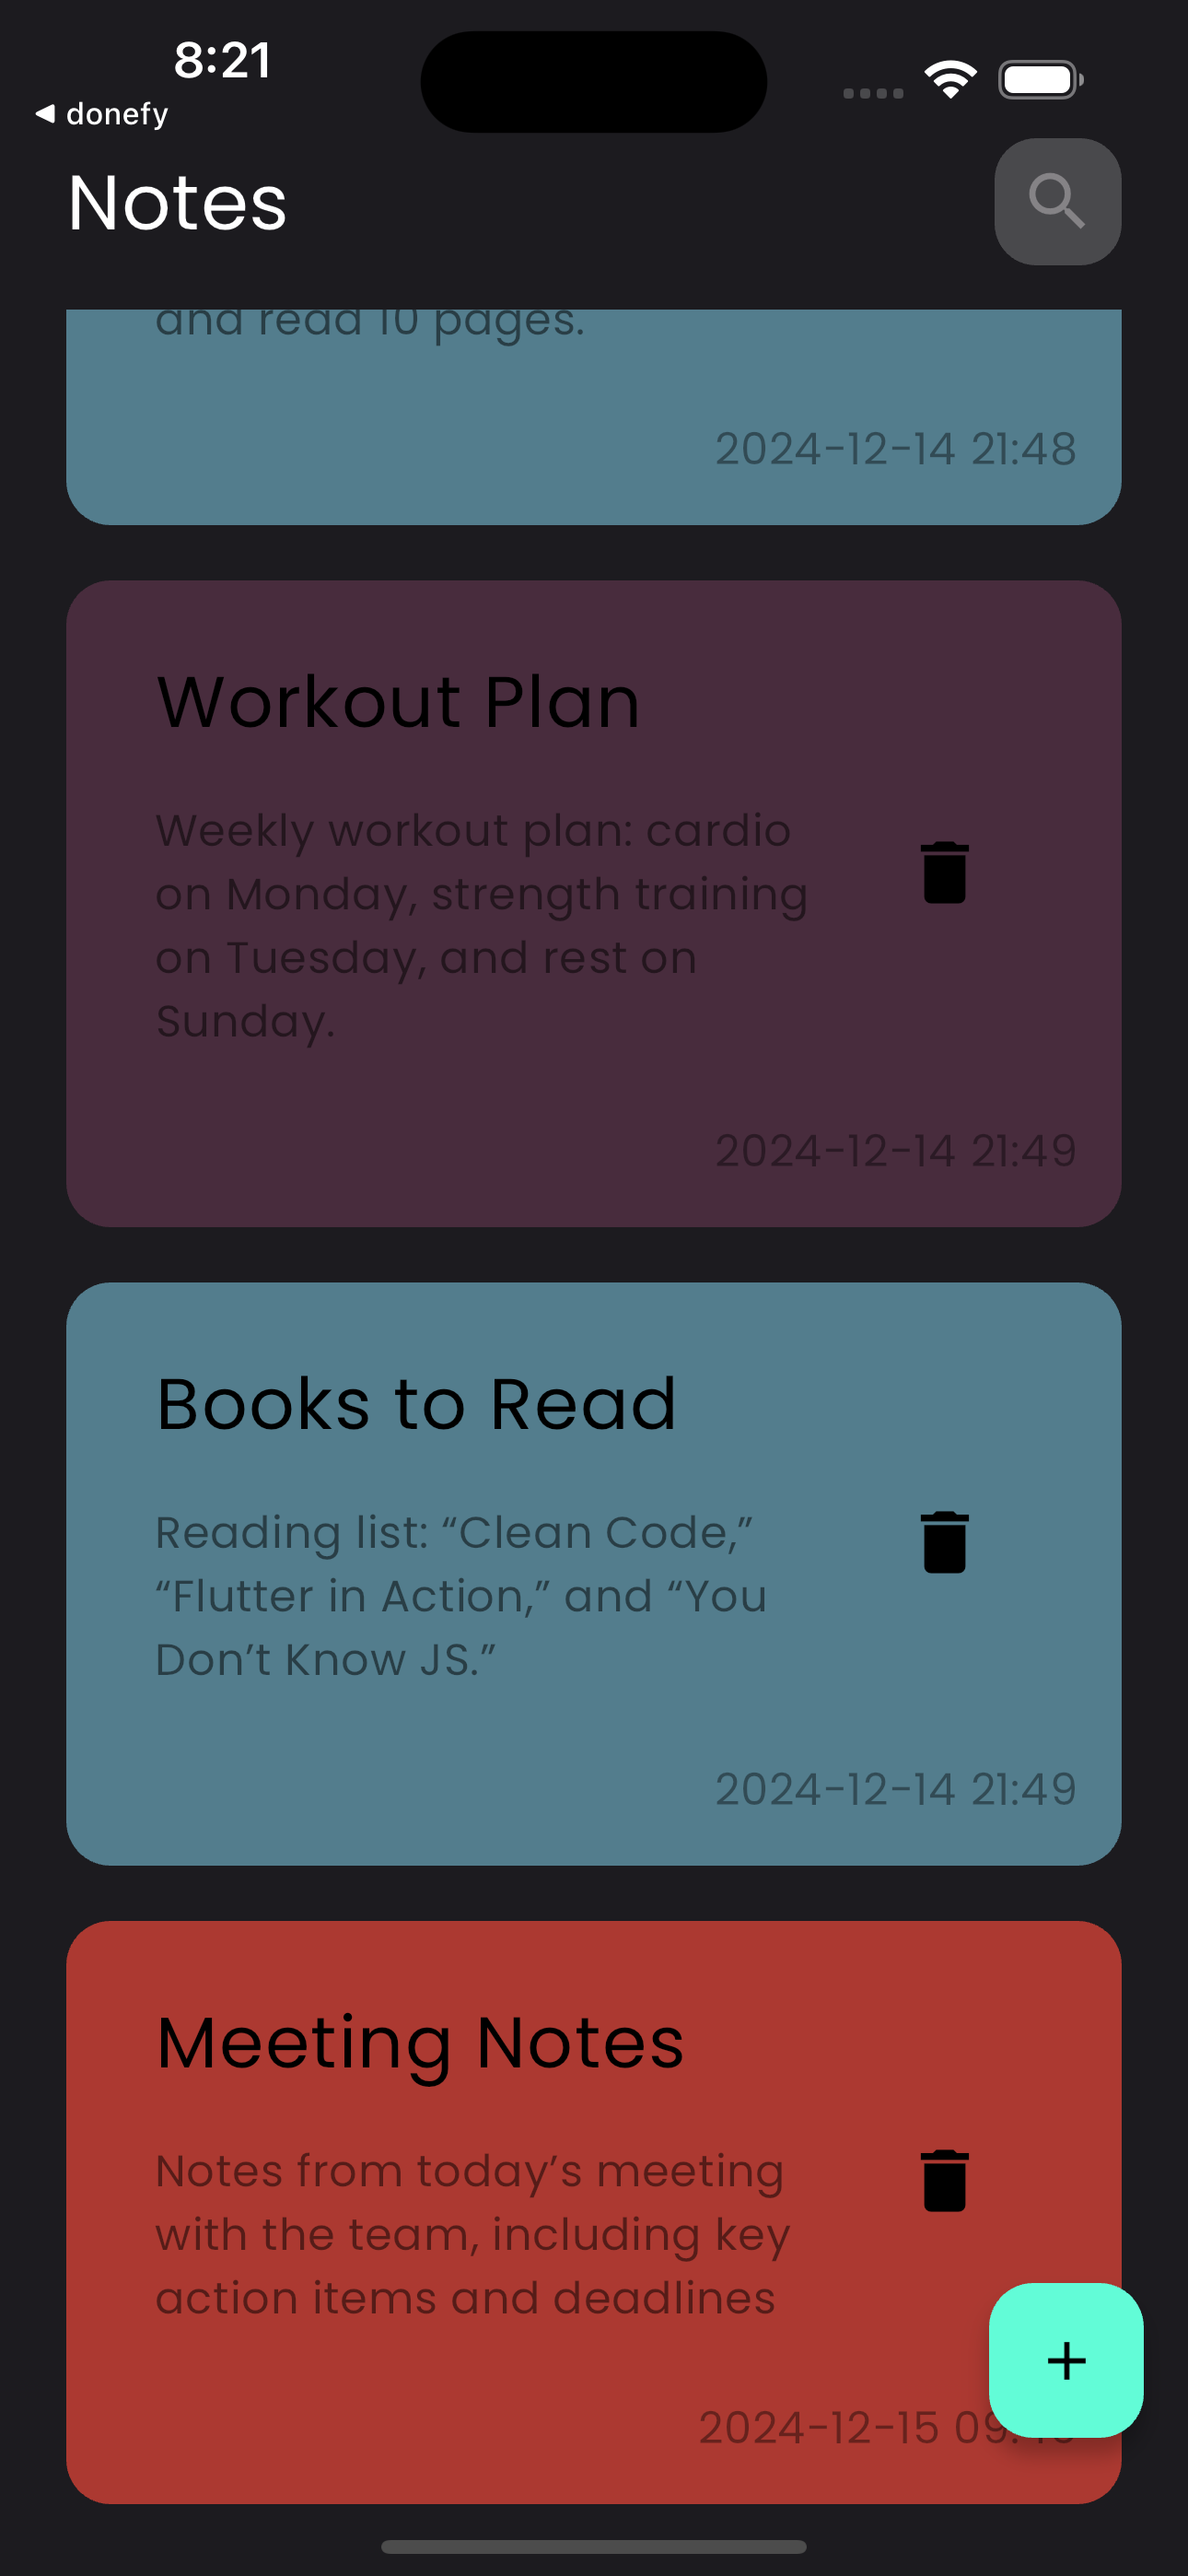 8:21
donefy
Notes
and read 10 pages.
2024-12-14 21:48
Workout Plan
Weekly workout plan: cardio
on Monday, strength training
on Tuesday, and rest on
Sunday.
2024-12-14 21:49
Books to Read
Reading list: “Clean Code,”
“Flutter in Action,” and “You
Don’t Know JS.”
2024-12-14 21:49
Meeting Notes
Notes from today’s meeting
with the team, including key
action items and deadlines
2024-12-15